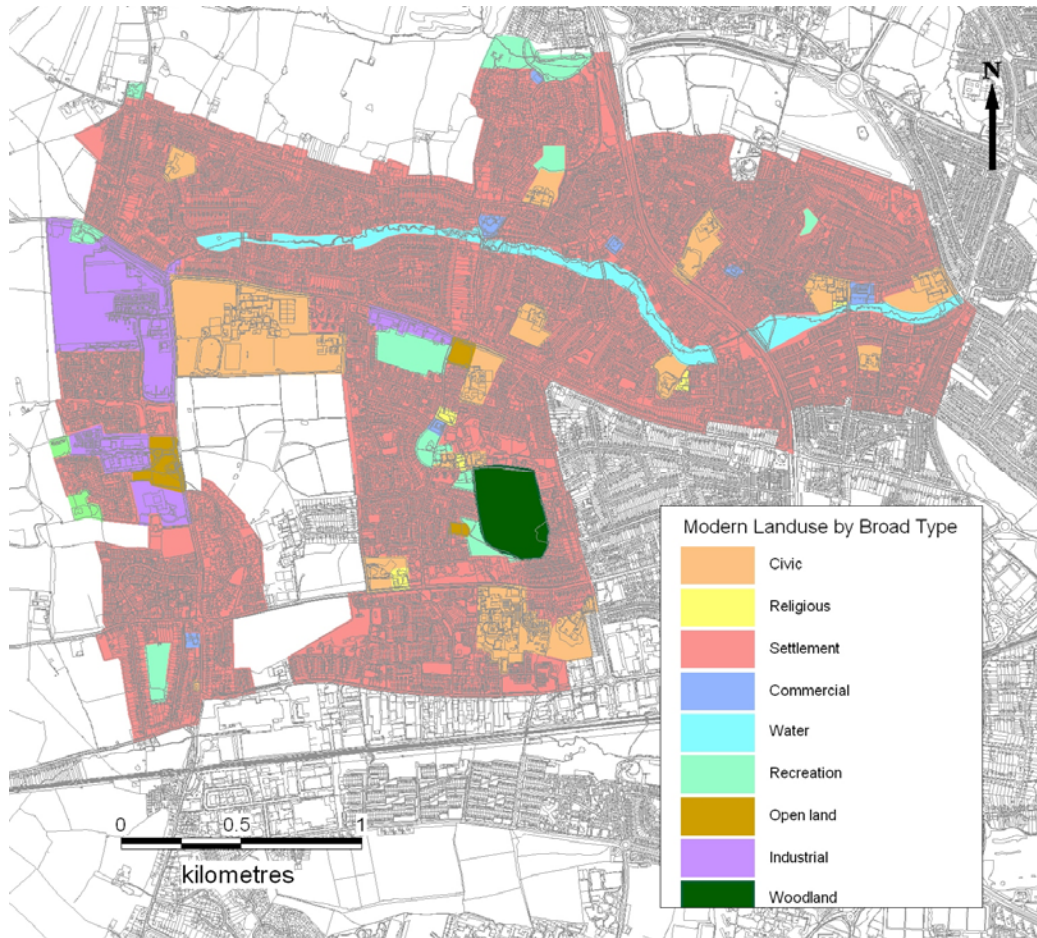 N
Modern Landuse by Broad Type
Civic
Religious
Settlement
Commercial
Water
Recreation
Open land
Industrial
Woodland
0 0.5 1
kilometres